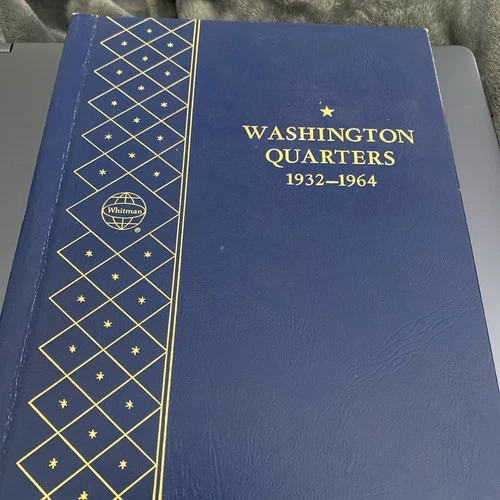 WASHINGTON
QUARTERS
1932–1964
Whitman
®